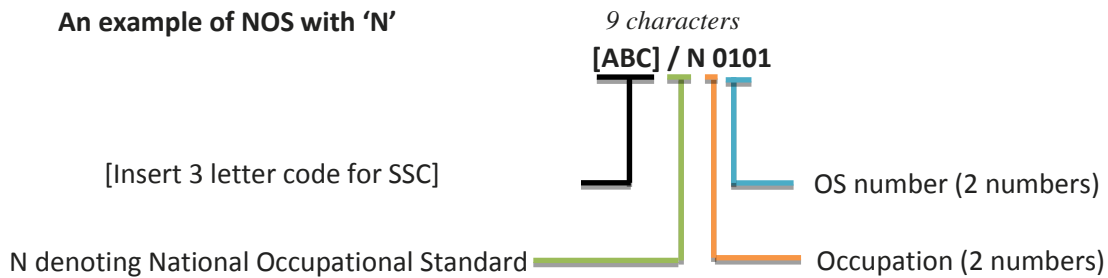 An example of NOS with ‘N’
9 characters
[ABC] / N 0101
[Insert 3 letter code for SSC]
OS number (2 numbers)
N denoting National Occupational Standard
Occupation (2 numbers)